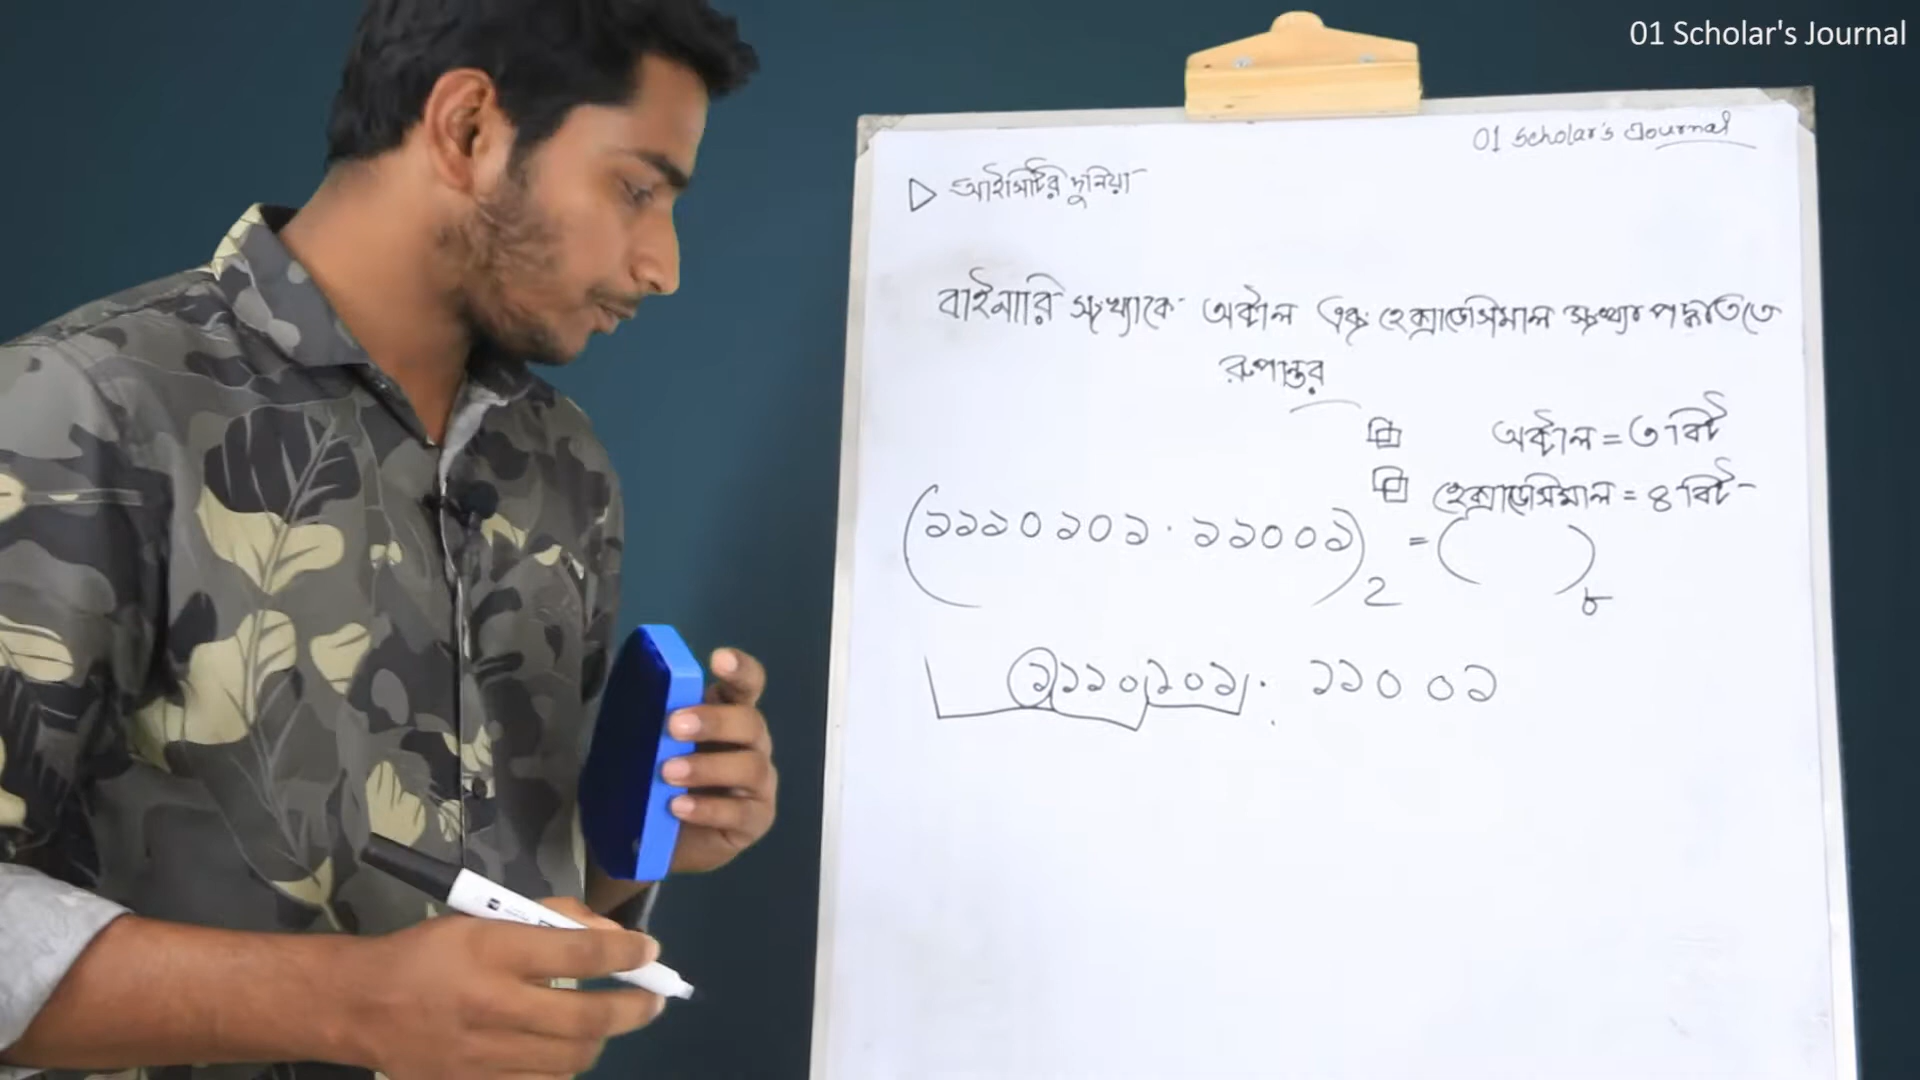 01 Scholar's Journal
01 Scholar's Journal
▷ আইসিটির দুনিয়া
বাইনারি সংখ্যাকে অক্টাল এবং হেক্সাডেসিমাল সংখ্যা পদ্ধতিতে
রুপান্তর
অক্টাল = ৩ বিট
হেক্সাডেসিমাল = ৪ বিট
(১১১০১০১.১১০০১)2 = ( )৮
১১১০১০১. ১১০০১